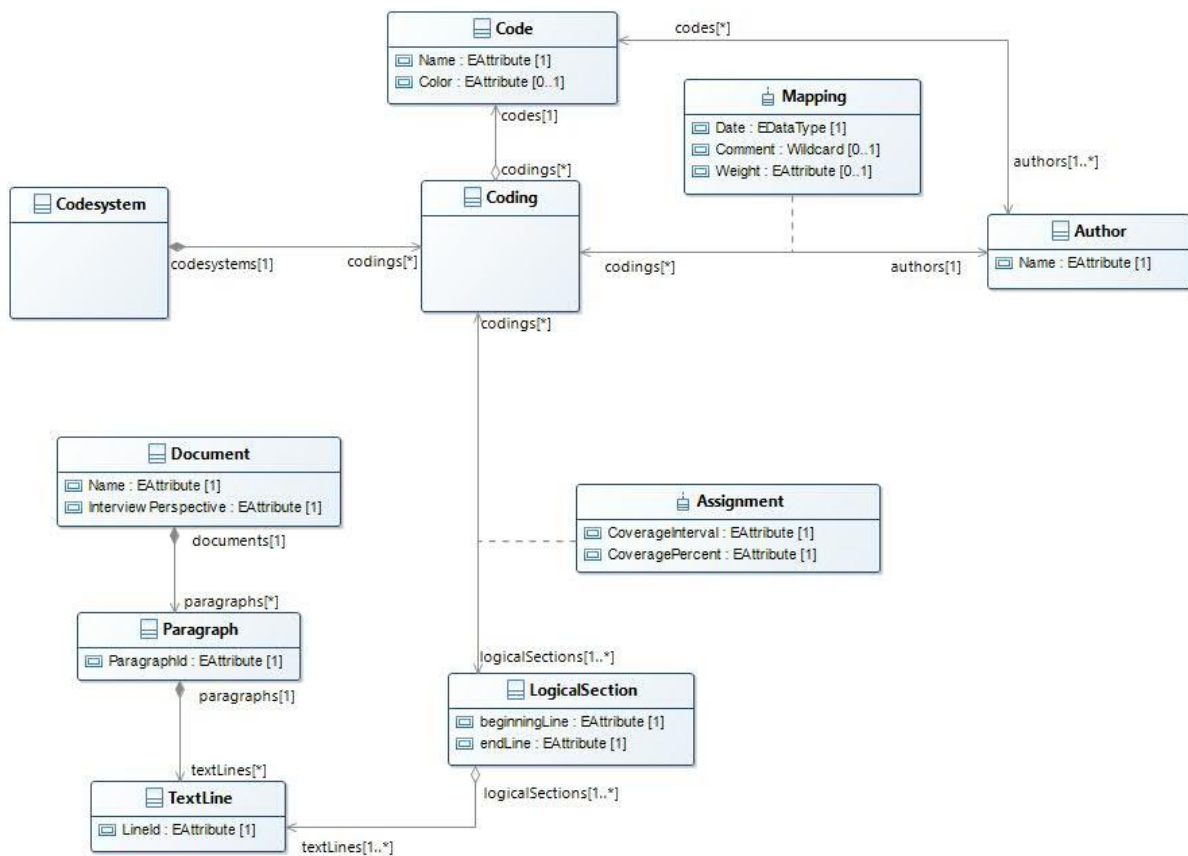 Code
Name : EAttribute [1]
Color : EAttribute [0..1]
codes[*]
Mapping
Date : EDataType [1]
Comment : Wildcard [0..1]
Weight : EAttribute [0..1]
codes[1]
authors[1..*]
codings[*]
Codesystem
Coding
Author
Name : EAttribute [1]
codesystems[1]
codings[*]
codings[*]
authors[1]
codings[*]
Document
Name : EAttribute [1]
Interview Perspective : EAttribute [1]
documents[1]
Assignment
CoverageInterval : EAttribute [1]
CoveragePercent : EAttribute [1]
paragraphs[*]
Paragraph
ParagraphId : EAttribute [1]
paragraphs[1]
logicalSections[1..*]
LogicalSection
beginningLine : EAttribute [1]
endLine : EAttribute [1]
textLines[*]
TextLine
LineId : EAttribute [1]
logicalSections[1..*]
textLines[1..*]